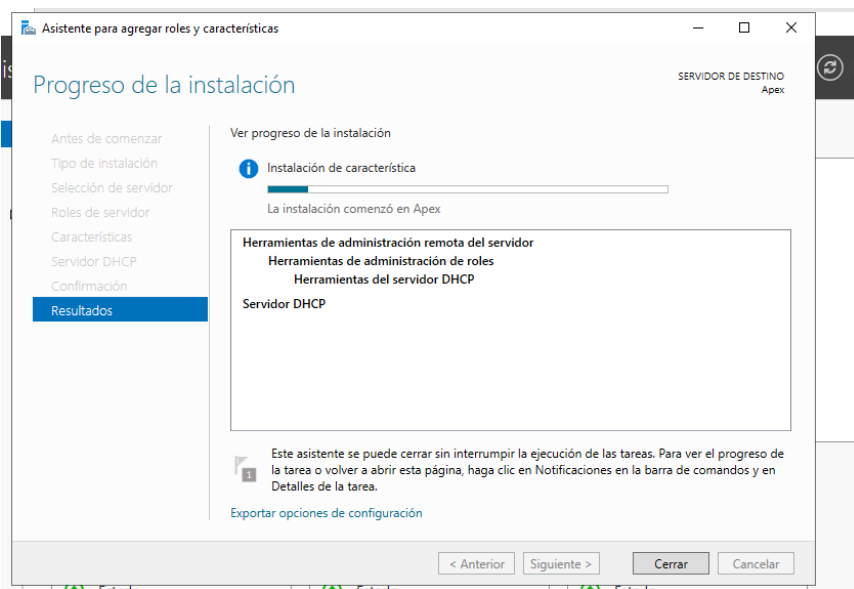 Asistente para agregar roles y características
Progreso de la instalación
SERVIDOR DE DESTINO
Apex
Antes de comenzar
Tipo de instalación
Selección de servidor
Roles de servidor
Características
Servidor DHCP
Confirmación
Resultados
Ver progreso de la instalación
Instalación de característica
La instalación comenzó en Apex
Herramientas de administración remota del servidor
Herramientas de administración de roles
Herramientas del servidor DHCP
Servidor DHCP
1
Este asistente se puede cerrar sin interrumpir la ejecución de las tareas. Para ver el progreso de
la tarea o volver a abrir esta página, haga clic en Notificaciones en la barra de comandos y en
Detalles de la tarea.
Exportar opciones de configuración
< Anterior
Siguiente >
Cerrar
Cancelar